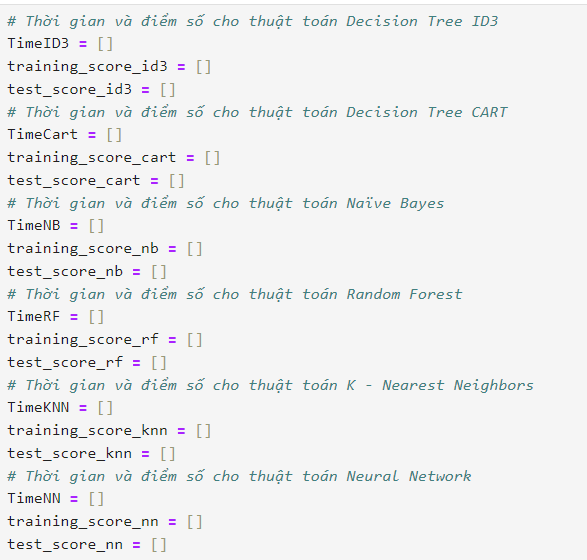 # Thời gian và điểm số cho thuật toán Decision Tree ID3
TimeID3 = []
training_score_id3 = []
test_score_id3 = []
# Thời gian và điểm số cho thuật toán Decision Tree CART
TimeCart = []
training_score_cart = []
test_score_cart = []
# Thời gian và điểm số cho thuật toán Naïve Bayes
TimeNB = []
training_score_nb = []
test_score_nb = []
# Thời gian và điểm số cho thuật toán Random Forest
TimeRF = []
training_score_rf = []
test_score_rf = []
# Thời gian và điểm số cho thuật toán K - Nearest Neighbors
TimeKNN = []
training_score_knn = []
test_score_knn = []
# Thời gian và điểm số cho thuật toán Neural Network
TimeNN = []
training_score_nn = []
test_score_nn = []